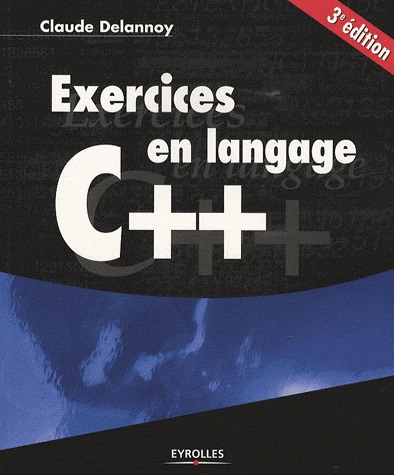 Claude Delannoy
3e édition
Exercices
en langage
C++
EYROLLES